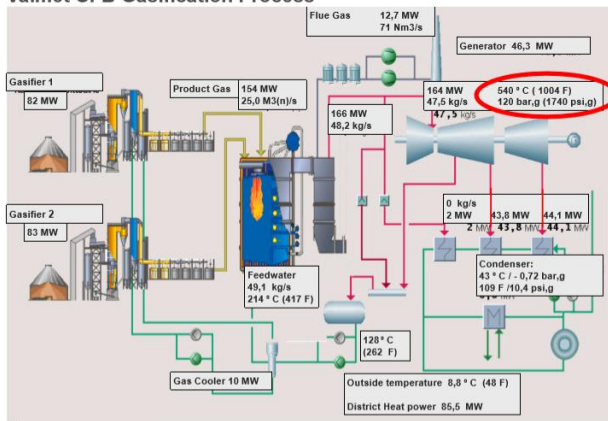 Valmet CFB Gasification Process
Flue Gas 12,7 MW
71 Nm3/s
Generator 46,3 MW
Gasifier 1
82 MW
Product Gas 154 MW
25,0 M3(n)/s
164 MW
47,5 kg/s
47,5 kg/s
540 º C ( 1004 F)
120 bar,g (1740 psi,g)
166 MW
48,2 kg/s
0 kg/s
2 MW 43,8 MW 44,1 MW
2 MW 43,8 MW 44,1 MW
Gasifier 2
83 MW
Feedwater
49,1 kg/s
214 º C (417 F)
Condenser:
43 º C / - 0,72 bar,g
109 F /10,4 psi,g
128º C
(262 F)
Gas Cooler 10 MW
Outside temperature 8,8 º C (48 F)
District Heat power 85,5 MW